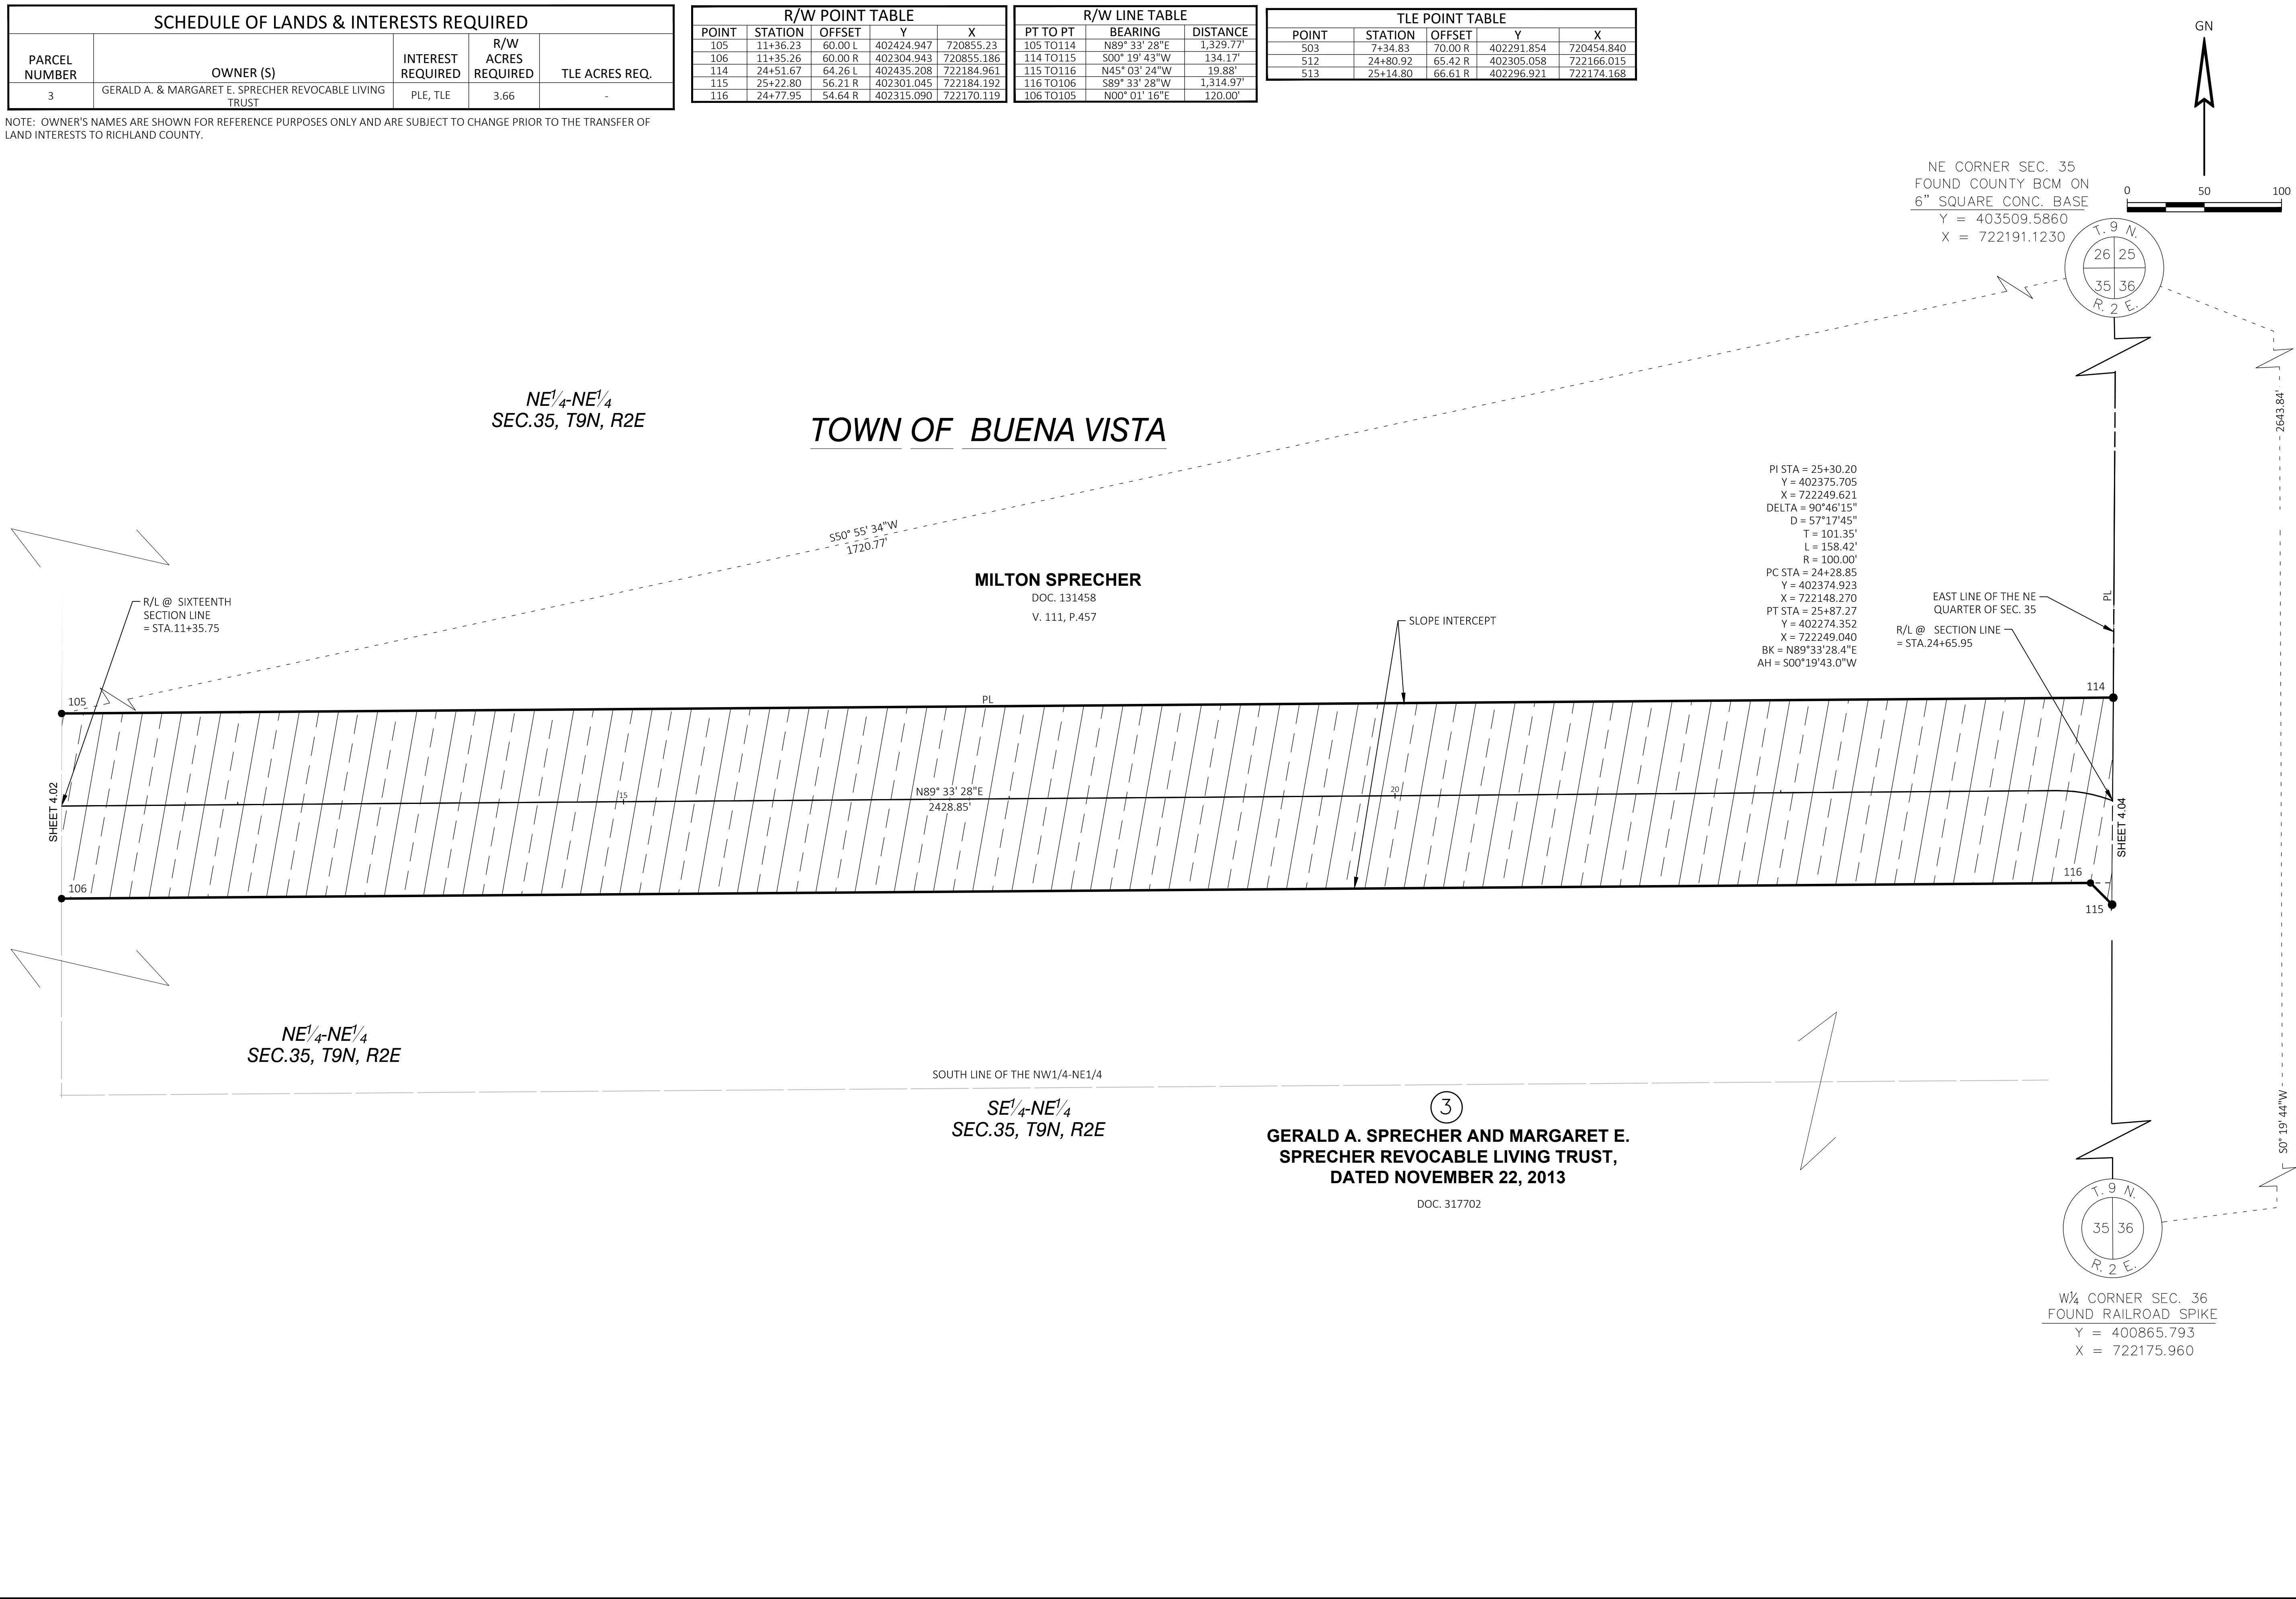 SCHEDULE OF LANDS & INTERESTS REQUIRED
PARCEL NUMBER OWNER (S) INTEREST REQUIRED R/W ACRES REQUIRED TLE ACRES REQ.
3 GERALD A. & MARGARET E. SPRECHER REVOCABLE LIVING TRUST PLE, TLE 3.66 -
NOTE: OWNER'S NAMES ARE SHOWN FOR REFERENCE PURPOSES ONLY AND ARE SUBJECT TO CHANGE PRIOR TO THE TRANSFER OF
LAND INTERESTS TO RICHLAND COUNTY.
R/W POINT TABLE
POINT STATION OFFSET Y X
105 11+36.23 60.00 L 402424.947 720855.23
106 11+35.26 60.00 R 402304.943 720855.186
114 24+51.67 64.26 L 402435.208 722184.961
115 25+22.80 56.21 R 402301.045 722184.192
116 24+77.95 54.64 R 402315.090 722170.119
R/W LINE TABLE
PT TO PT BEARING DISTANCE
105 TO114 N89° 33' 28"E 1,329.77'
114 TO115 S00° 19' 43"W 134.17'
115 TO116 N45° 03' 24"W 19.88'
116 TO106 S89° 33' 28"W 1,314.97'
106 TO105 N00° 01' 16"E 120.00'
TLE POINT TABLE
POINT STATION OFFSET Y X
503 7+34.83 70.00 R 402291.854 720454.840
512 24+80.92 65.42 R 402305.058 722166.015
513 25+14.80 66.61 R 402296.921 722174.168
GN
0 50 100
NE CORNER SEC. 35
FOUND COUNTY BCM ON
6" SQUARE CONC. BASE
Y = 403509.5860
X = 722191.1230
T. 9 N.
26 25
35 36
R. 2 E.
2643.84'
NE¼-NE¼
SEC.35, T9N, R2E
TOWN OF BUENA VISTA
S50° 55' 34"W
1720.77'
PI STA = 25+30.20
Y = 402375.705
X = 722249.621
DELTA = 90°46'15"
D = 57°17'45"
T = 101.35'
L = 158.42'
R = 100.00'
PC STA = 24+28.85
Y = 402374.923
X = 722148.270
PT STA = 25+87.27
Y = 402274.352
X = 722249.040
BK = N89°33'28.4"E
AH = S00°19'43.0"W
MILTON SPRECHER
DOC. 131458
V. 111, P.457
R/L @ SIXTEENTH
SECTION LINE
= STA.11+35.75
SLOPE INTERCEPT
EAST LINE OF THE NE
QUARTER OF SEC. 35
PL
R/L @ SECTION LINE
= STA.24+65.95
105
PL
114
SHEET 4.02
15
N89° 33' 28"E
2428.85'
20
SHEET 4.04
106
116
115
NE¼-NE¼
SEC.35, T9N, R2E
SOUTH LINE OF THE NW1/4-NE1/4
SE¼-NE¼
SEC.35, T9N, R2E
3
GERALD A. SPRECHER AND MARGARET E.
SPRECHER REVOCABLE LIVING TRUST,
DATED NOVEMBER 22, 2013
DOC. 317702
S0° 19' 44"W
T. 9 N.
35 36
R. 2 E.
W¼ CORNER SEC. 36
FOUND RAILROAD SPIKE
Y = 400865.793
X = 722175.960